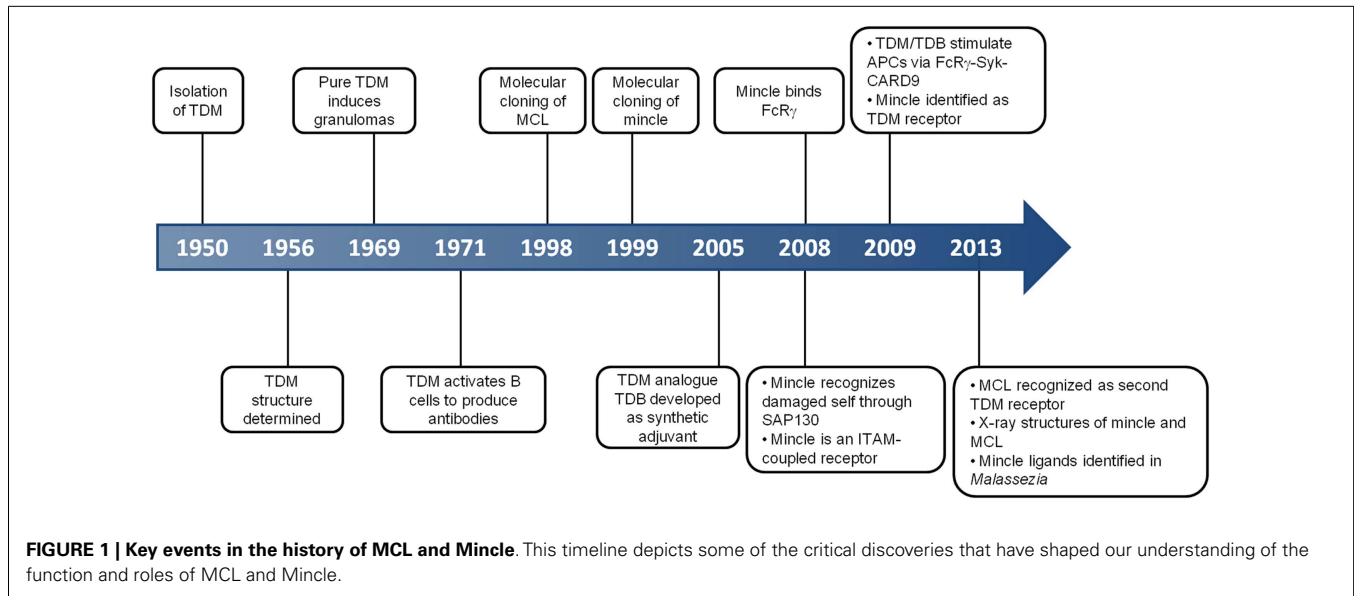 Isolation
of TDM
Pure TDM
induces
granulomas
Molecular
cloning of
MCL
Molecular
cloning of
mincle
Mincle binds
FcRγ
• TDM/TDB stimulate
APCs via FcRγ-Syk-
CARD9
• Mincle identified as
TDM receptor
1950 1956 1969 1971 1998 1999 2005 2008 2009 2013
TDM
structure
determined
TDM activates B
cells to produce
antibodies
TDM analogue
TDB developed
as synthetic
adjuvant
• Mincle recognizes
damaged self through
SAP130
• Mincle is an ITAM-
coupled receptor
• MCL recognized as second
TDM receptor
• X-ray structures of mincle and
MCL
• Mincle ligands identified in
Malassezia
FIGURE 1 | Key events in the history of MCL and Mincle. This timeline depicts some of the critical discoveries that have shaped our understanding of the
function and roles of MCL and Mincle.